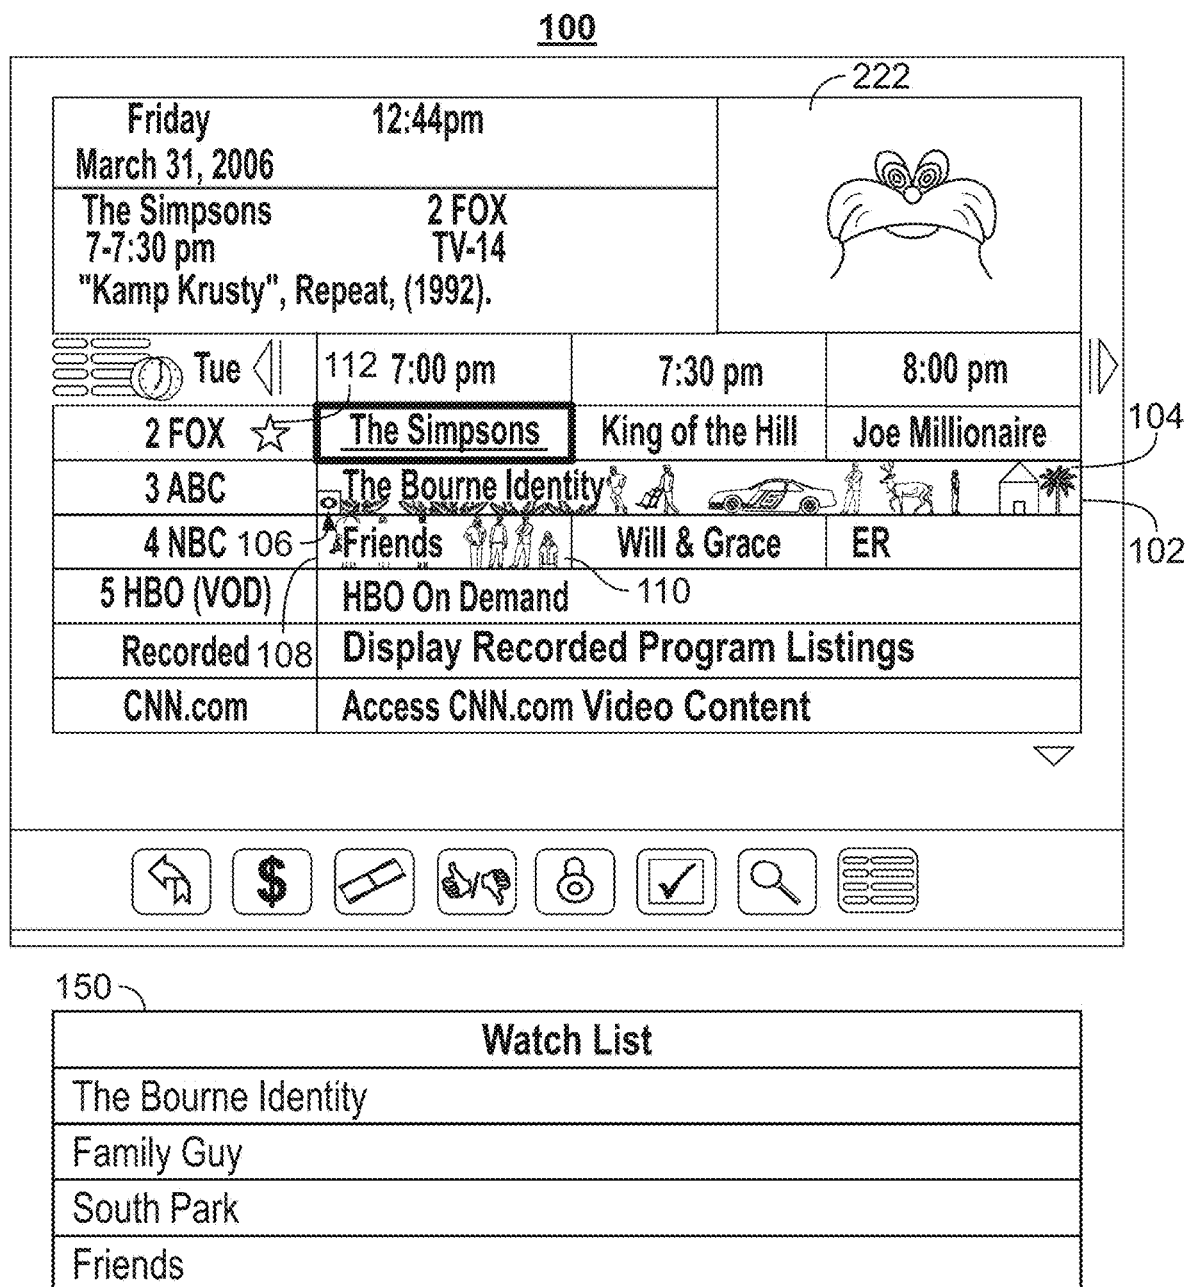 100
222
Friday 12:44pm
March 31, 2006
The Simpsons 2 FOX
7-7:30 pm TV-14
"Kamp Krusty", Repeat, (1992).
Tue 112 7:00 pm 7:30 pm 8:00 pm
2 FOX The Simpsons King of the Hill Joe Millionaire 104
3 ABC The Bourne Identity
102
4 NBC 106 Friends Will & Grace ER
5 HBO (VOD) HBO On Demand 110
Recorded 108 Display Recorded Program Listings
CNN.com Access CNN.com Video Content
$
150
Watch List
The Bourne Identity
Family Guy
South Park
Friends